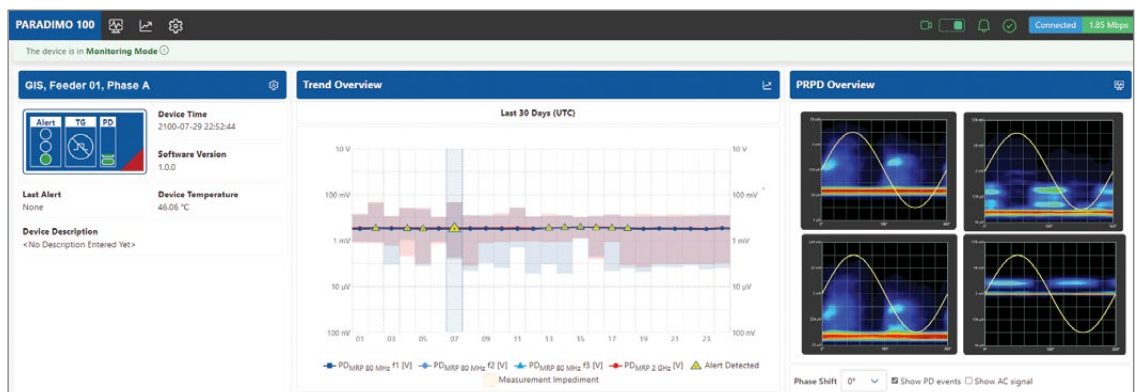 PARADIMO 100
Connected 1.85 Mbps
The device is in Monitoring Mode
GIS, Feeder 01, Phase A
Alert TG PD
Device Time
2100-07-29 22:52:44
Software Version
1.0.0
Last Alert
None
Device Temperature
46.06 °C
Device Description
<No Description Entered Yet>
Trend Overview
Last 30 Days (UTC)
10 V 10 V
100 mV 100 mV
1 mV 1 mV
10 µV 10 µV
100 nV 100 nV
01 03 05 07 09 11 13 15 17 19 21 23
PDMRP 80 MHz f1 [V] PDMRP 80 MHz f2 [V] PDMRP 80 MHz f3 [V] PDMRP 2 GHz [V] Alert Detected
Measurement Impediment
PRPD Overview
Phase Shift 0° Show PD events Show AC signal